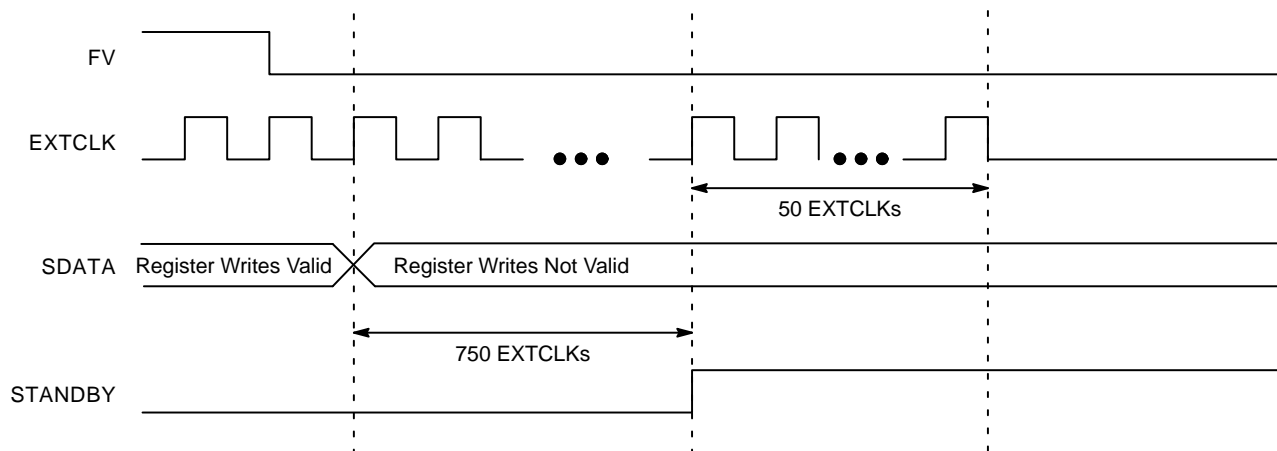 FV
EXTCLK
50 EXTCLKs
SDATA
Register Writes Valid
Register Writes Not Valid
750 EXTCLKs
STANDBY